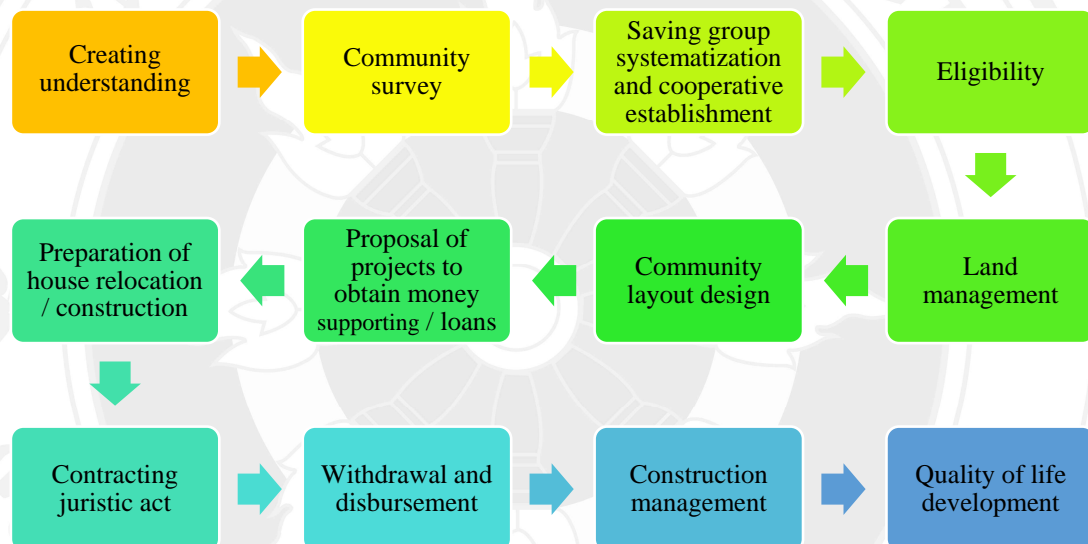 Creating
understanding
Community
survey
Saving group
systematization
and cooperative
establishment
Eligibility
Land
management
Community
layout design
Proposal of
projects to
obtain money
supporting / loans
Preparation of
house relocation
/ construction
Contracting
juristic act
Withdrawal and
disbursement
Construction
management
Quality of life
development